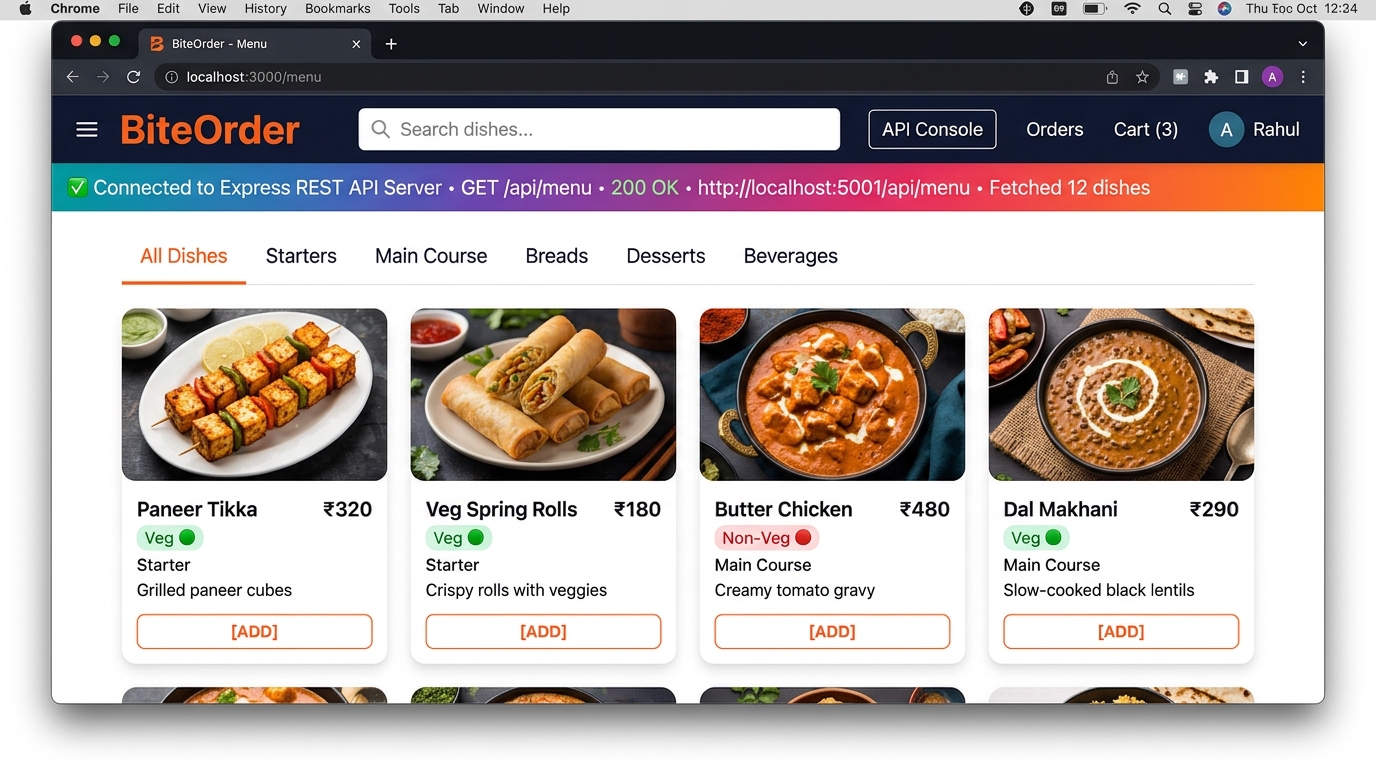 Chrome File Edit View History Bookmarks Tools Tab Window Help
09
Thu Oct 12:34
BiteOrder - Menu
localhost:3000/menu
A
BiteOrder
Search dishes...
API Console
Orders
Cart (3)
A
Rahul
✅ Connected to Express REST API Server • GET /api/menu • 200 OK • http://localhost:5001/api/menu • Fetched 12 dishes
All Dishes Starters Main Course Breads Desserts Beverages
Paneer Tikka ₹320
Veg
Starter
Grilled paneer cubes
[ADD]
Veg Spring Rolls ₹180
Veg
Starter
Crispy rolls with veggies
[ADD]
Butter Chicken ₹480
Non-Veg
Main Course
Creamy tomato gravy
[ADD]
Dal Makhani ₹290
Veg
Main Course
Slow-cooked black lentils
[ADD]